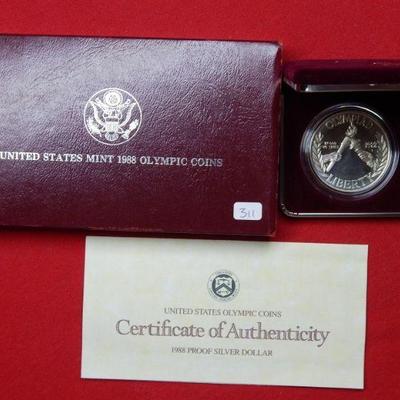 UNITED STATES MINT 1988 OLYMPIC COINS
311
OLYMPIAD
LIBERTY
UNITED STATES OLYMPIC COINS
Certificate of Authenticity
1988 PROOF SILVER DOLLAR